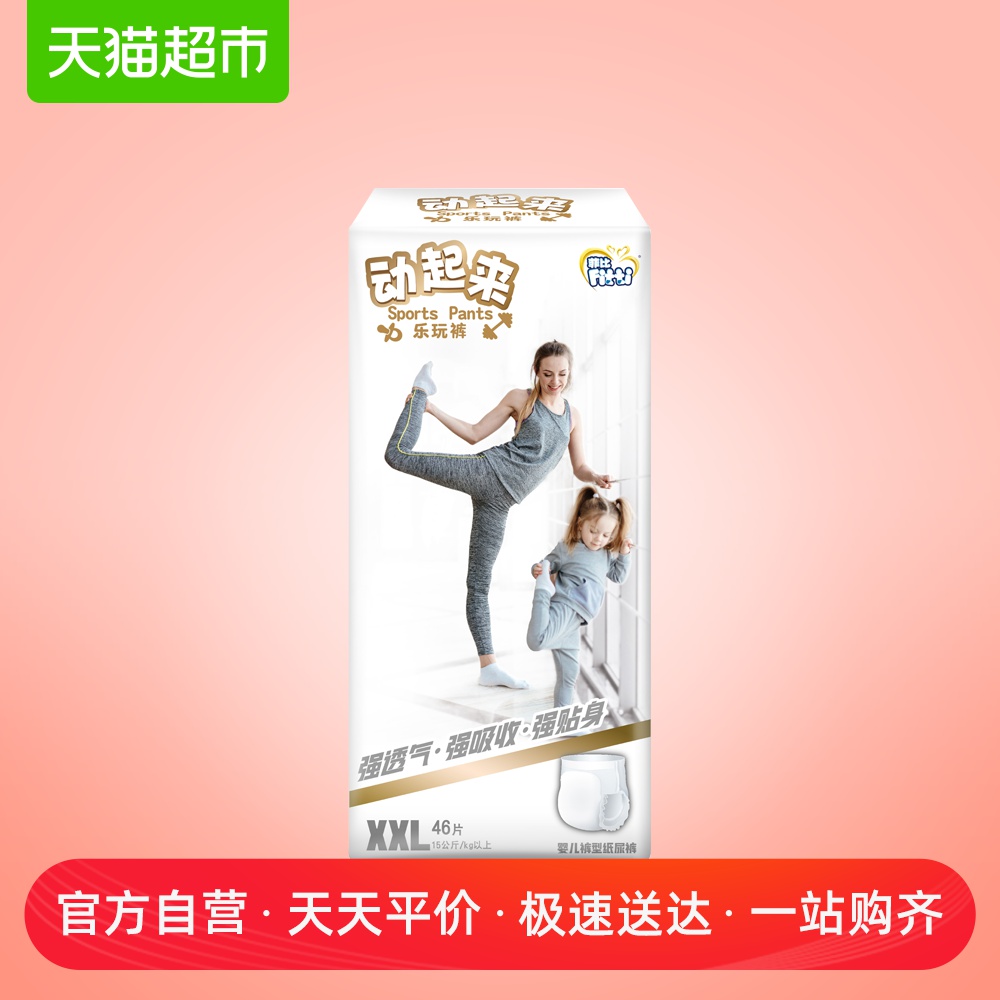 天猫超市
动起来
Sports Pants
乐玩裤
动起来
Sports Pants
乐玩裤
菲比
Fitti
强透气·强吸收·强贴身
XXL 46片
15公斤/kg以上
婴儿裤型纸尿裤
官方自营·天天平价·极速送达·一站购齐